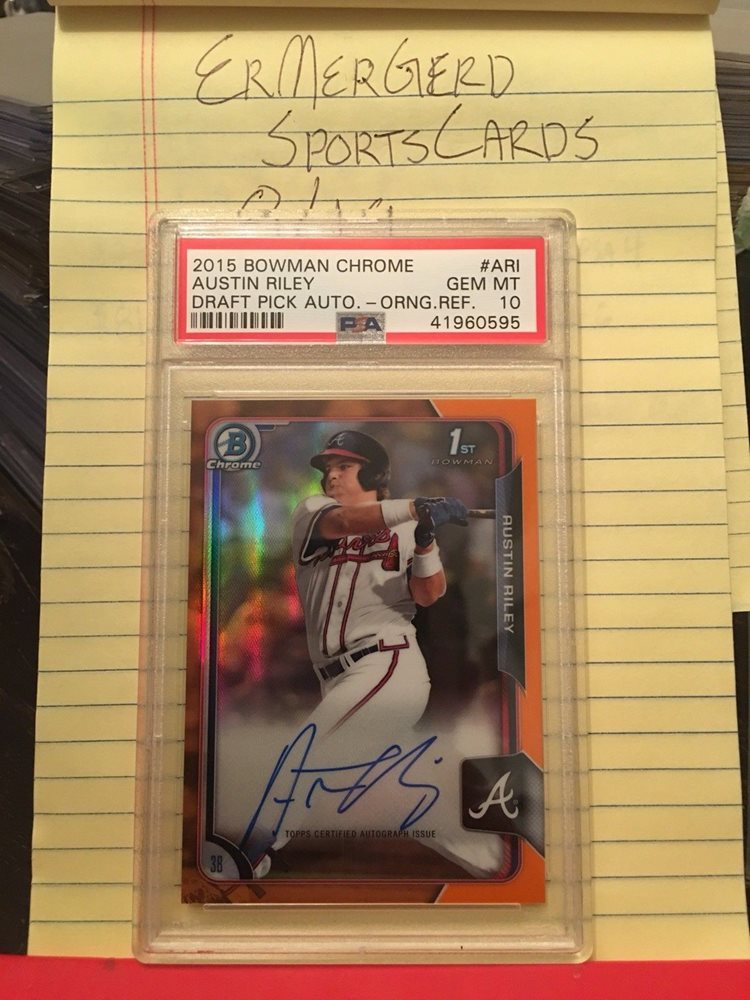 ErMerGerd
SportsCards
2015 BOWMAN CHROME #ARI
AUSTIN RILEY GEM MT
DRAFT PICK AUTO.-ORNG.REF. 10
PSA 41960595
B
Chrome
1ST
BOWMAN
AUSTIN RILEY
A
Braves
A
TOPPS CERTIFIED AUTOGRAPH ISSUE
3B